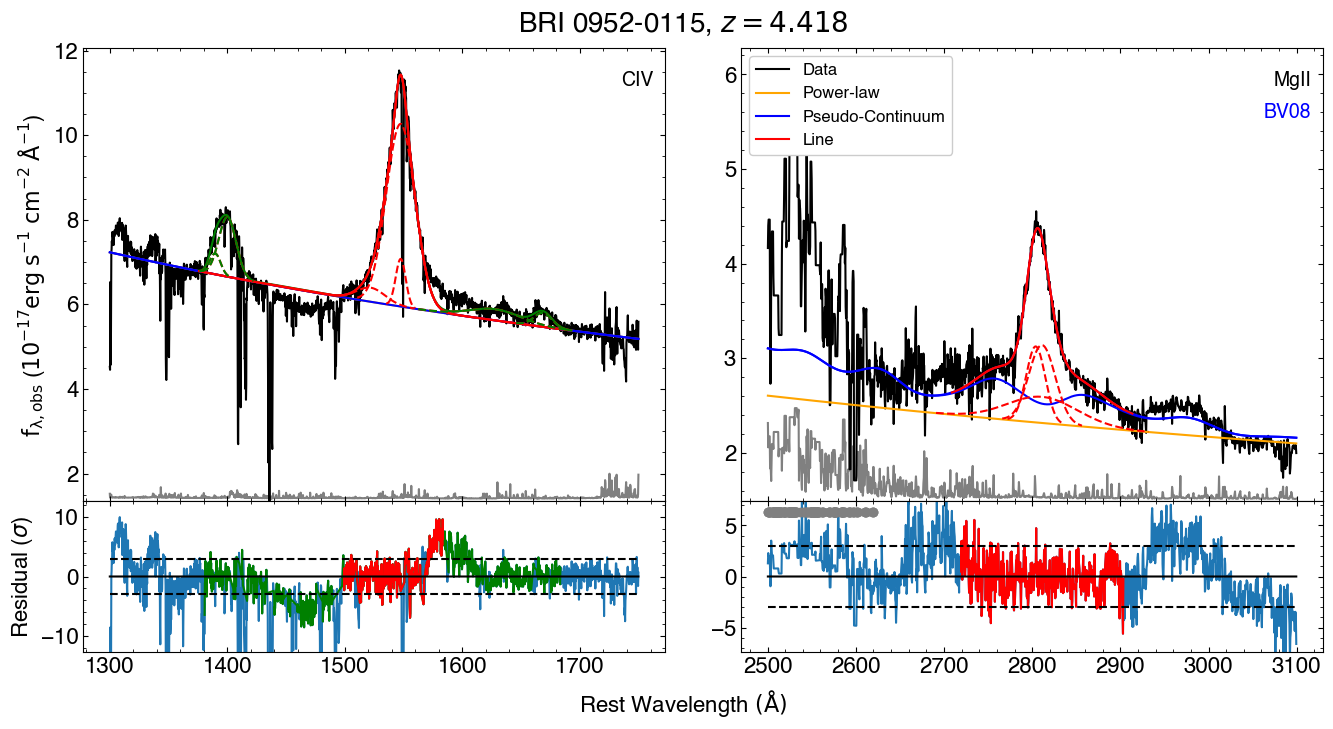 BRI 0952-0115, z = 4.418
f_λ,obs (10⁻¹⁷erg s⁻¹ cm⁻² Å⁻¹)
12
10
8
6
4
2
CIV
6
5
4
3
2
Data
Power-law
Pseudo-Continuum
Line
MgII
BV08
Residual (σ)
10
0
−10
1300 1400 1500 1600 1700
5
0
−5
2500 2600 2700 2800 2900 3000 3100
Rest Wavelength (Å)